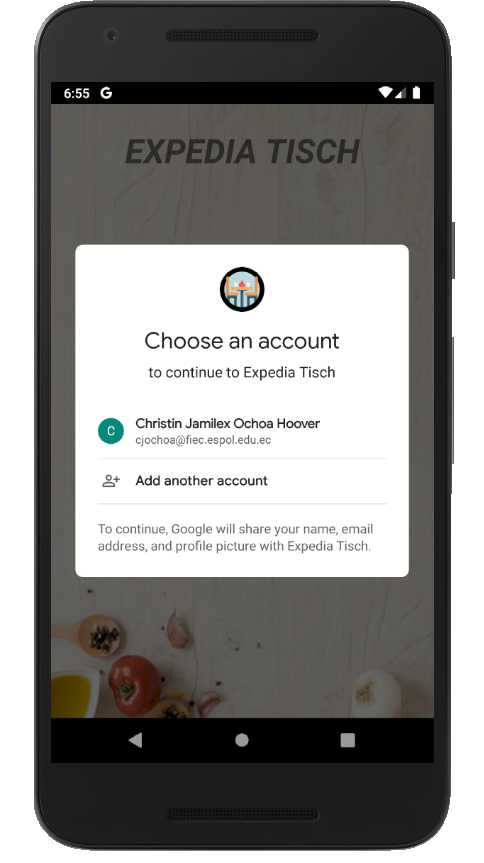 6:55 G
EXPEDIA TISCH
Choose an account
to continue to Expedia Tisch
C
Christin Jamilex Ochoa Hoover
cjochoa@fiec.espol.edu.ec
Add another account
To continue, Google will share your name, email
address, and profile picture with Expedia Tisch.